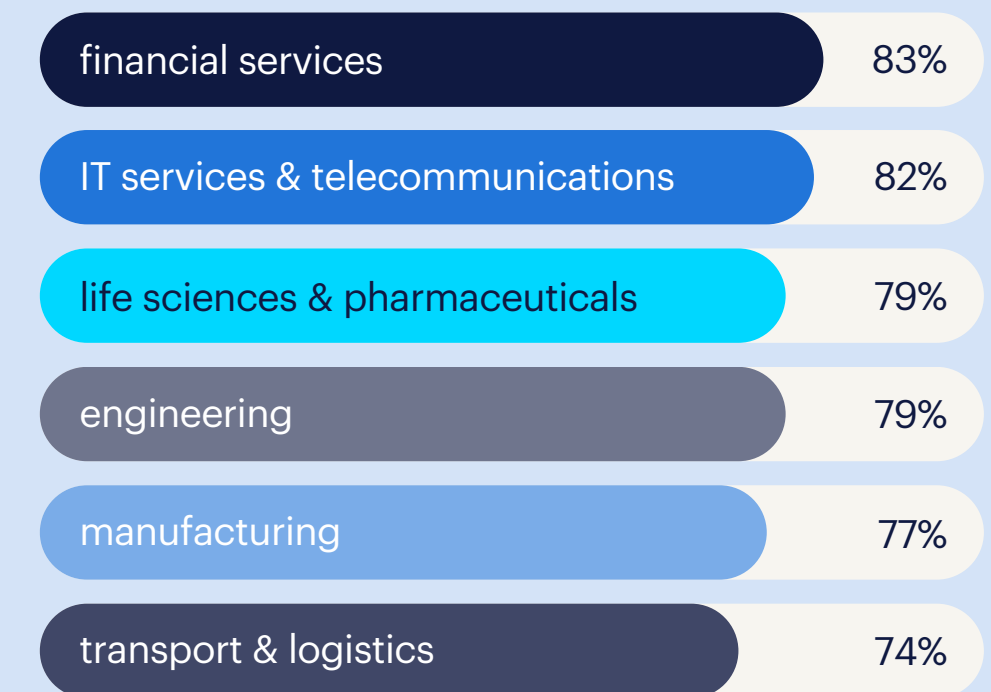 financial services 83%
IT services & telecommunications 82%
life sciences & pharmaceuticals 79%
engineering 79%
manufacturing 77%
transport & logistics 74%